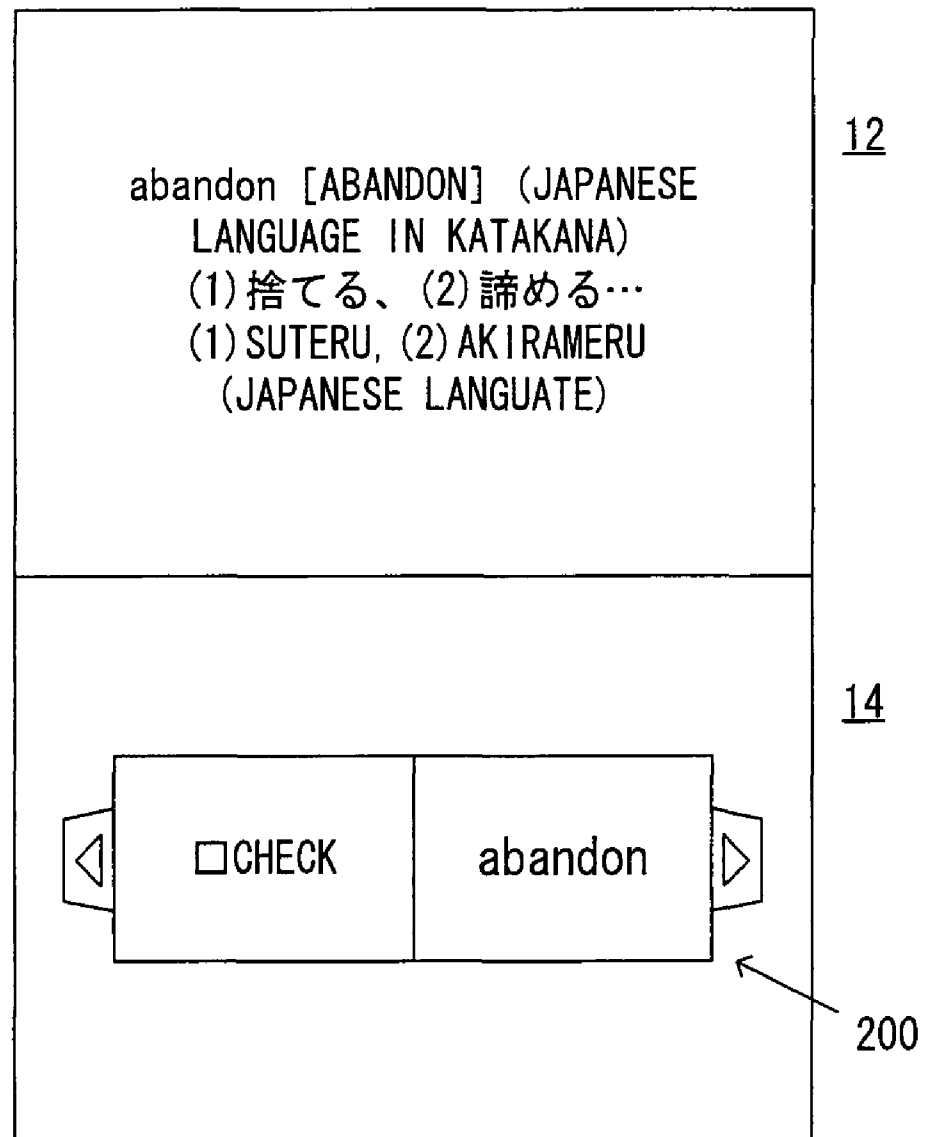 12
abandon [ABANDON] (JAPANESE
LANGUAGE IN KATAKANA)
(1)捨てる、(2)諦める…
(1)SUTERU, (2)AKIRAMERU
(JAPANESE LANGUATE)
14
□CHECK
abandon
200